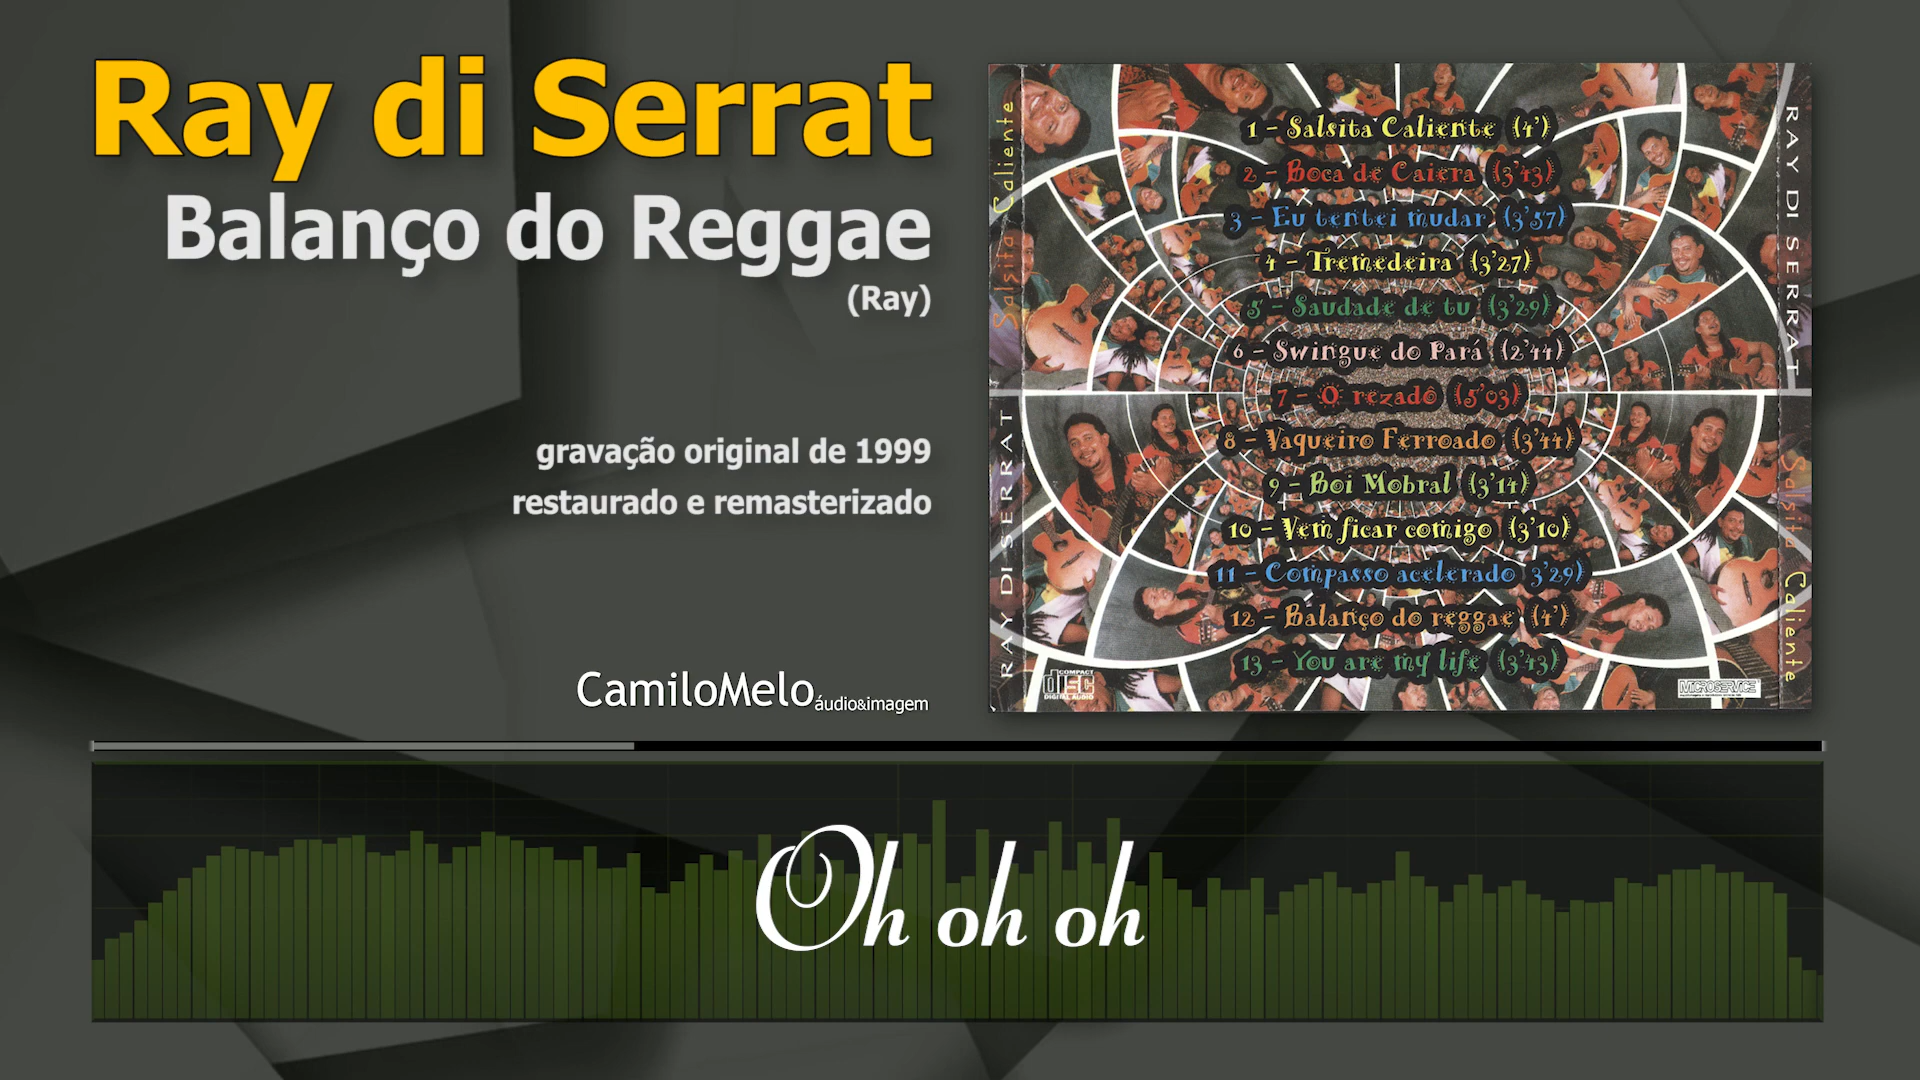 Ray di Serrat
Balanço do Reggae
(Ray)
gravação original de 1999
restaurado e remasterizado
CamiloMelo áudio&imagem
Salsita Caliente
RAY DI SERRAT
1 - Salsita Caliente (4')
2 - Boca de Caiera (3'43)
3 - Eu tentei mudar (3'57)
4 - Tremedeira (3'27)
5 - Saudade de tu (3'29)
6 - Swingue do Pará (2'44)
7 - O rezadô (5'03)
8 - Vaqueiro Ferroado (3'44)
9 - Boi Mobral (3'14)
10 - Vem ficar comigo (3'10)
11 - Compasso acelerado 3'29)
12 - Balanço do reggae (4')
13 - You are my life (3'43)
COMPACT
disc
DIGITAL AUDIO
MICROSERVICE
RAY DI SERRAT
Salsita Caliente
Oh oh oh